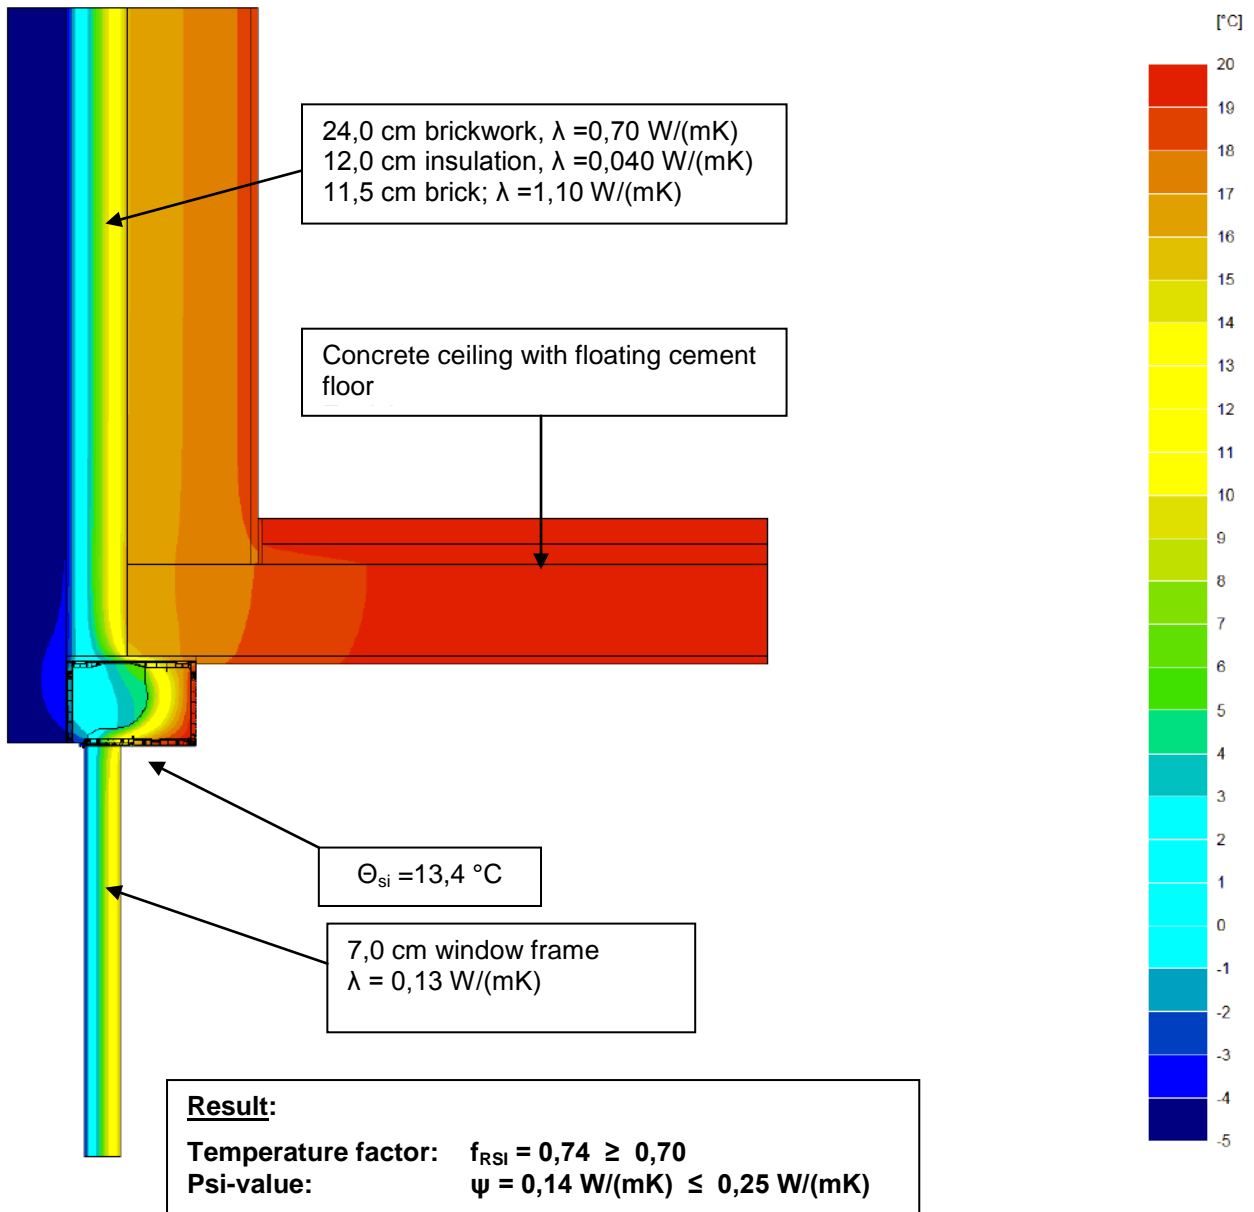 [°C]
24,0 cm brickwork, λ =0,70 W/(mK)
12,0 cm insulation, λ =0,040 W/(mK)
11,5 cm brick; λ =1,10 W/(mK)
Concrete ceiling with floating cement
floor
Θsi =13,4 °C
7,0 cm window frame
λ = 0,13 W/(mK)
Result:
Temperature factor: fRSI = 0,74 ≥ 0,70
Psi-value: ψ = 0,14 W/(mK) ≤ 0,25 W/(mK)
20
19
18
17
16
15
14
13
12
11
10
9
8
7
6
5
4
3
2
1
0
-1
-2
-3
-4
-5